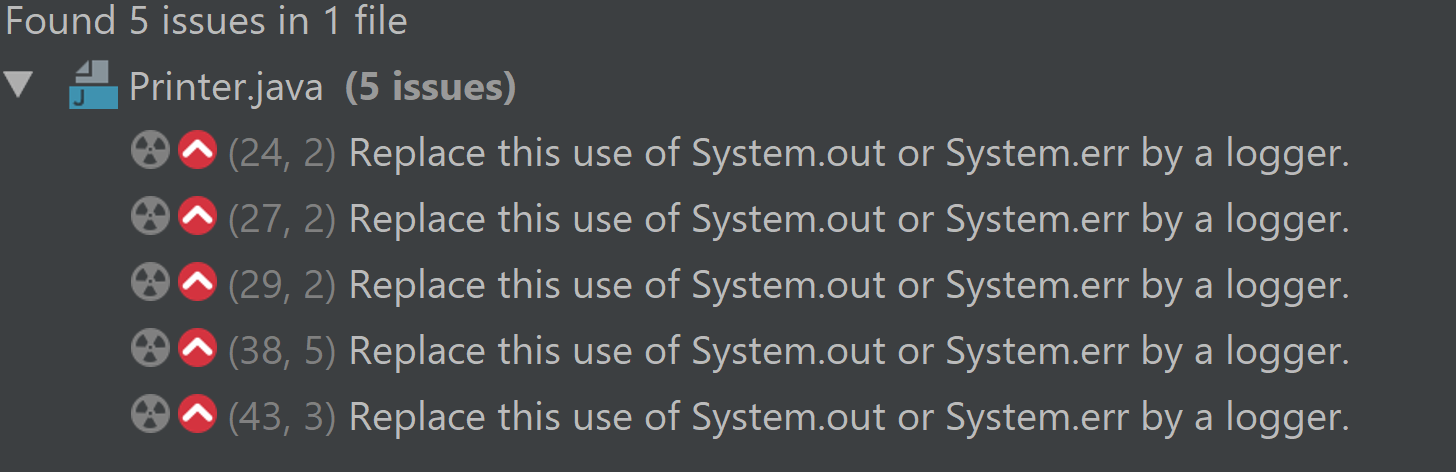 Found 5 issues in 1 file
J Printer.java (5 issues)
(24, 2) Replace this use of System.out or System.err by a logger.
(27, 2) Replace this use of System.out or System.err by a logger.
(29, 2) Replace this use of System.out or System.err by a logger.
(38, 5) Replace this use of System.out or System.err by a logger.
(43, 3) Replace this use of System.out or System.err by a logger.